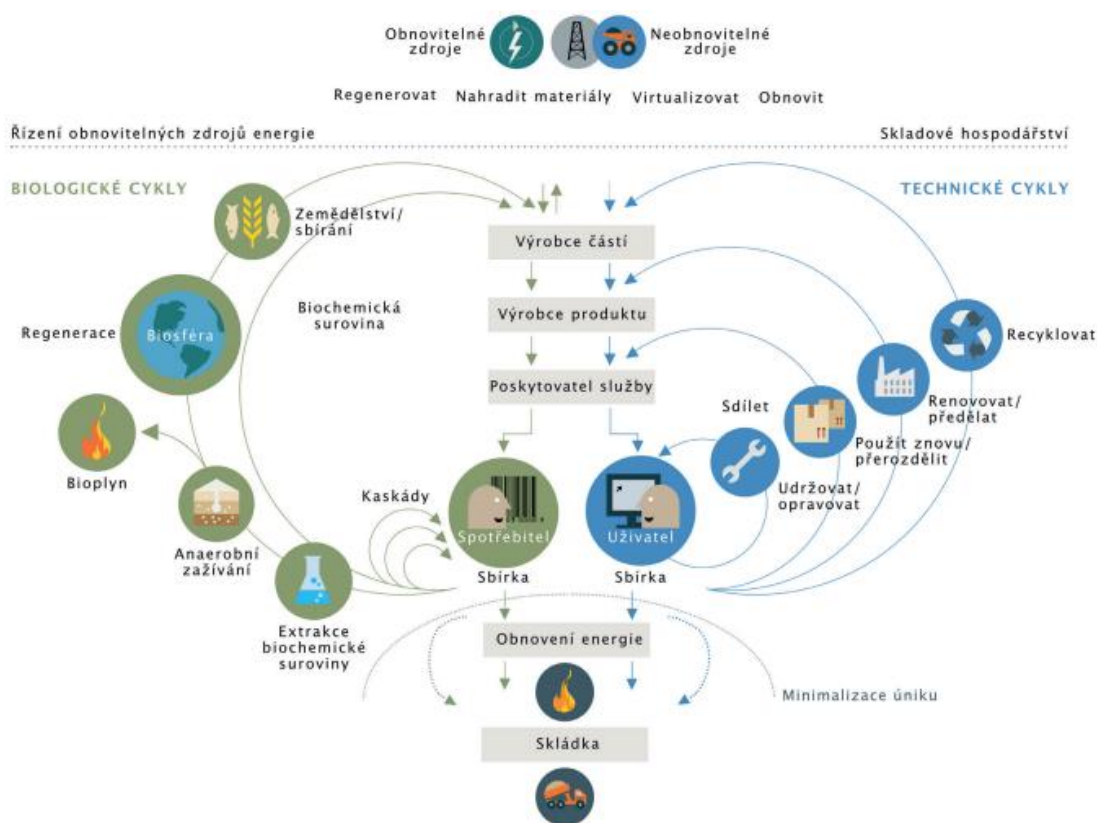 Obnovitelné
zdroje
Neobnovitelné
zdroje
Regenerovat Nahradit materiály Virtualizovat Obnovit
Řízení obnovitelných zdrojů energie
Skladové hospodářství
BIOLOGICKÉ CYKLY
TECHNICKÉ CYKLY
Zemědělství/
sbírání
Výrobce částí
Biochemická
surovina
Výrobce produktu
Regenerace
Biosféra
Recyklovat
Poskytovatel služby
Renovovat/
předělat
Sdílet
Použít znovu/
přerozdělit
Bioplyn
Udržovat/
opravovat
Kaskády
Spotřebitel
Uživatel
Anaerobní
zažívání
Sbírka
Sbírka
Extrakce
biochemické
suroviny
Obnovení energie
Minimalizace úniku
Skládka